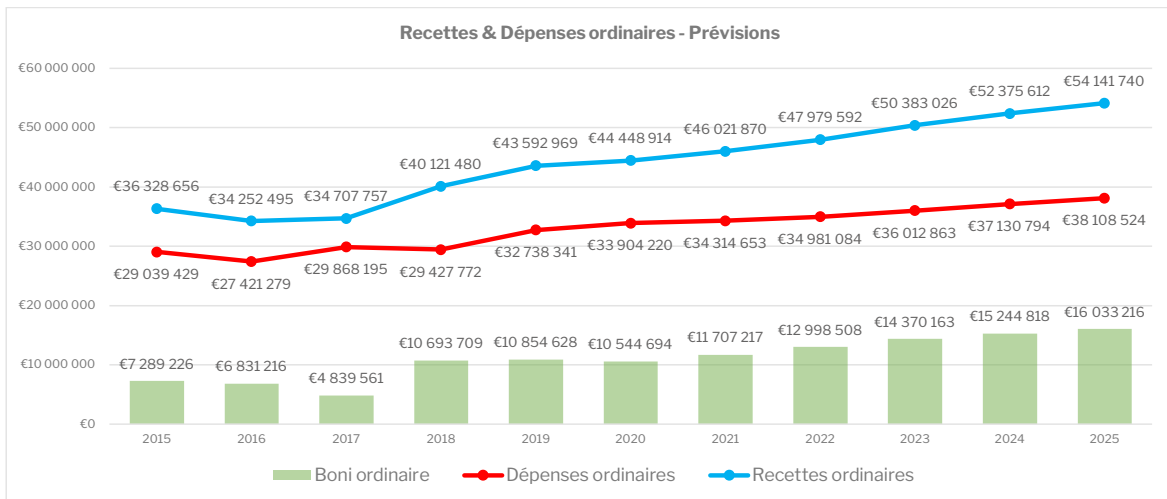 Recettes & Dépenses ordinaires - Prévisions
€60 000 000
€50 000 000
€40 000 000
€30 000 000
€20 000 000
€10 000 000
€0
€36 328 656
€34 252 495
€34 707 757
€40 121 480
€43 592 969
€44 448 914
€46 021 870
€47 979 592
€50 383 026
€52 375 612
€54 141 740
€29 039 429
€27 421 279
€29 868 195
€29 427 772
€32 738 341
€33 904 220
€34 314 653
€34 981 084
€36 012 863
€37 130 794
€38 108 524
€7 289 226
€6 831 216
€4 839 561
€10 693 709
€10 854 628
€10 544 694
€11 707 217
€12 998 508
€14 370 163
€15 244 818
€16 033 216
2015 2016 2017 2018 2019 2020 2021 2022 2023 2024 2025
Boni ordinaire Dépenses ordinaires Recettes ordinaires